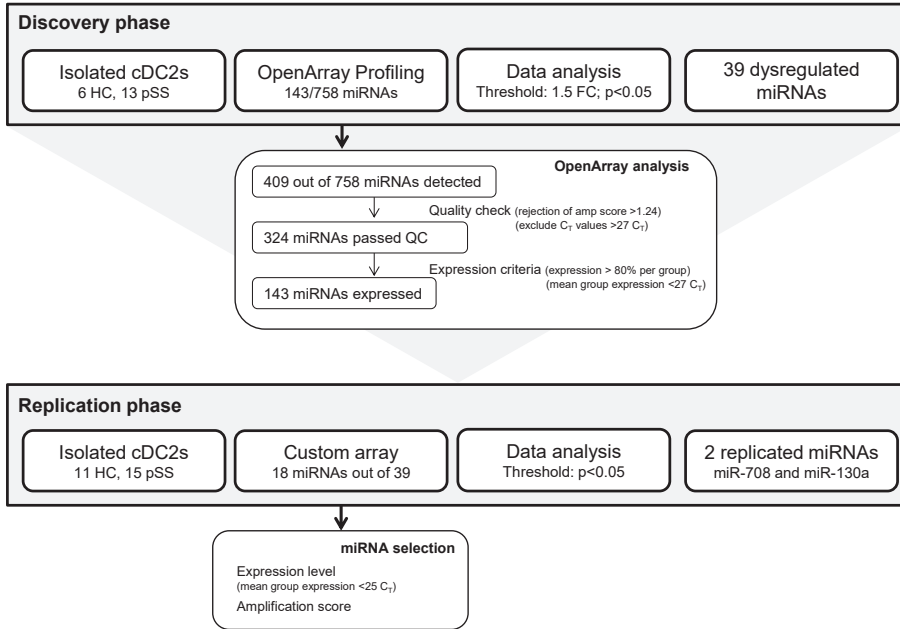 Discovery phase
Isolated cDC2s
6 HC, 13 pSS
OpenArray Profiling
143/758 miRNAs
Data analysis
Threshold: 1.5 FC; p<0.05
39 dysregulated
miRNAs
OpenArray analysis
409 out of 758 miRNAs detected
Quality check (rejection of amp score >1.24)
(exclude CT values >27 CT)
324 miRNAs passed QC
Expression criteria (expression > 80% per group)
(mean group expression <27 CT)
143 miRNAs expressed
Replication phase
Isolated cDC2s
11 HC, 15 pSS
Custom array
18 miRNAs out of 39
Data analysis
Threshold: p<0.05
2 replicated miRNAs
miR-708 and miR-130a
miRNA selection
Expression level
(mean group expression <25 CT)
Amplification score